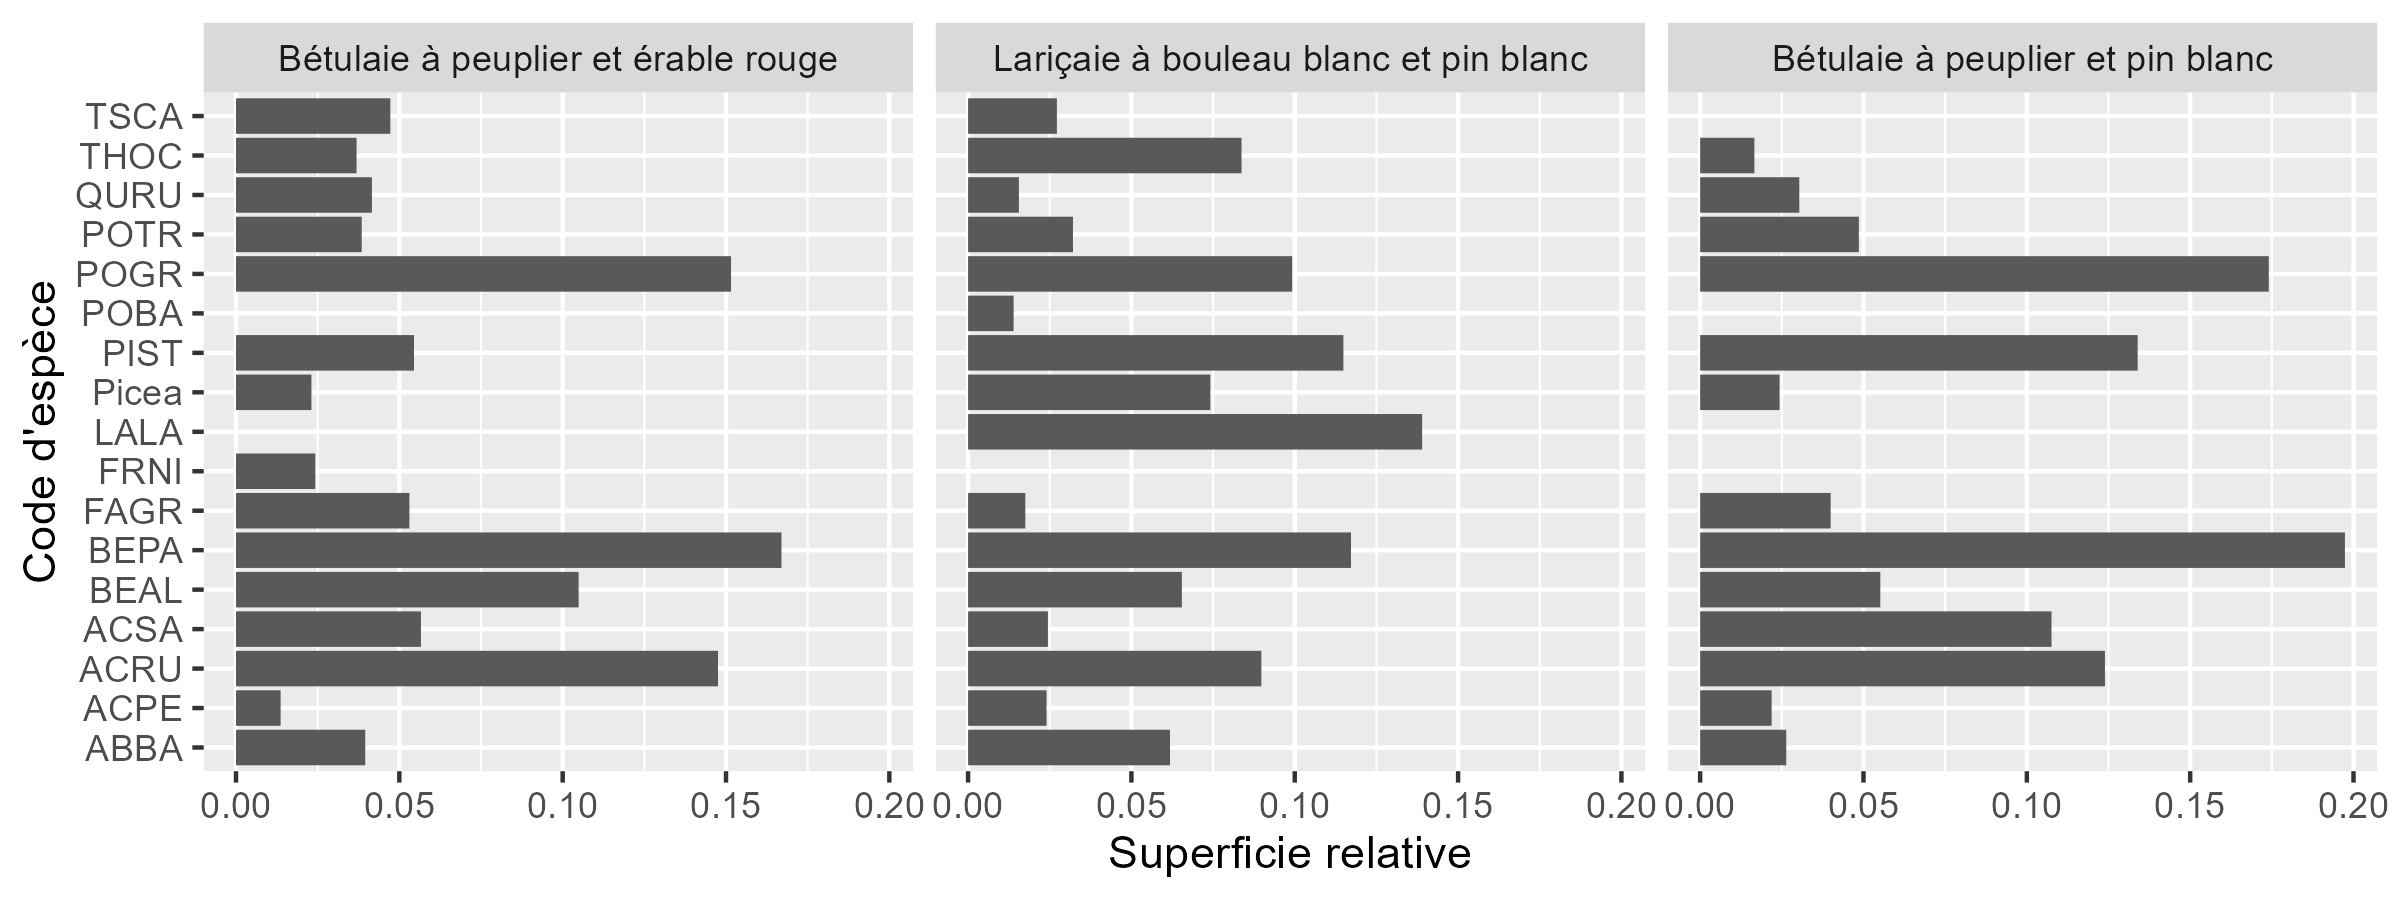 Bétulaie à peuplier et érable rouge
Lariçaie à bouleau blanc et pin blanc
Bétulaie à peuplier et pin blanc
Code d'espèce
TSCA
THOC
QURU
POTR
POGR
POBA
PIST
Picea
LALA
FRNI
FAGR
BEPA
BEAL
ACSA
ACRU
ACPE
ABBA
0.00 0.05 0.10 0.15 0.20
0.00 0.05 0.10 0.15 0.20
0.00 0.05 0.10 0.15 0.20
Superficie relative